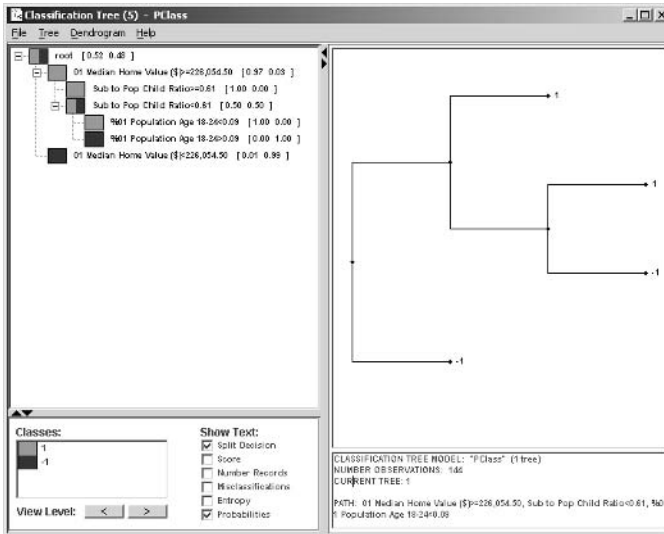 Classification Tree (5) - PClass
File Tree Dendrogram Help
root [0.52 0.48 ]
01 Median Home Value ($)>=226,054.50 [0.97 0.03 ]
Sub to Pop Child Ratio>=0.61 [1.00 0.00 ]
Sub to Pop Child Ratio<0.61 [0.50 0.50 ]
%01 Population Age 18-24<0.09 [1.00 0.00 ]
%01 Population Age 18-24>0.09 [0.00 1.00 ]
01 Median Home Value ($)<226,054.50 [0.01 0.99 ]
1
1
-1
-1
Classes:
1
-1
View Level: < >
Show Text:
Split Decision
Score
Number Records
Misclassifications
Entropy
Probabilities
CLASSIFICATION TREE MODEL: "PClass" (1 tree)
NUMBER OBSERVATIONS: 144
CURRENT TREE: 1
PATH: 01 Median Home Value ($)>=226,054.50, Sub to Pop Child Ratio<0.61, %0
1 Population Age 18-24<0.09